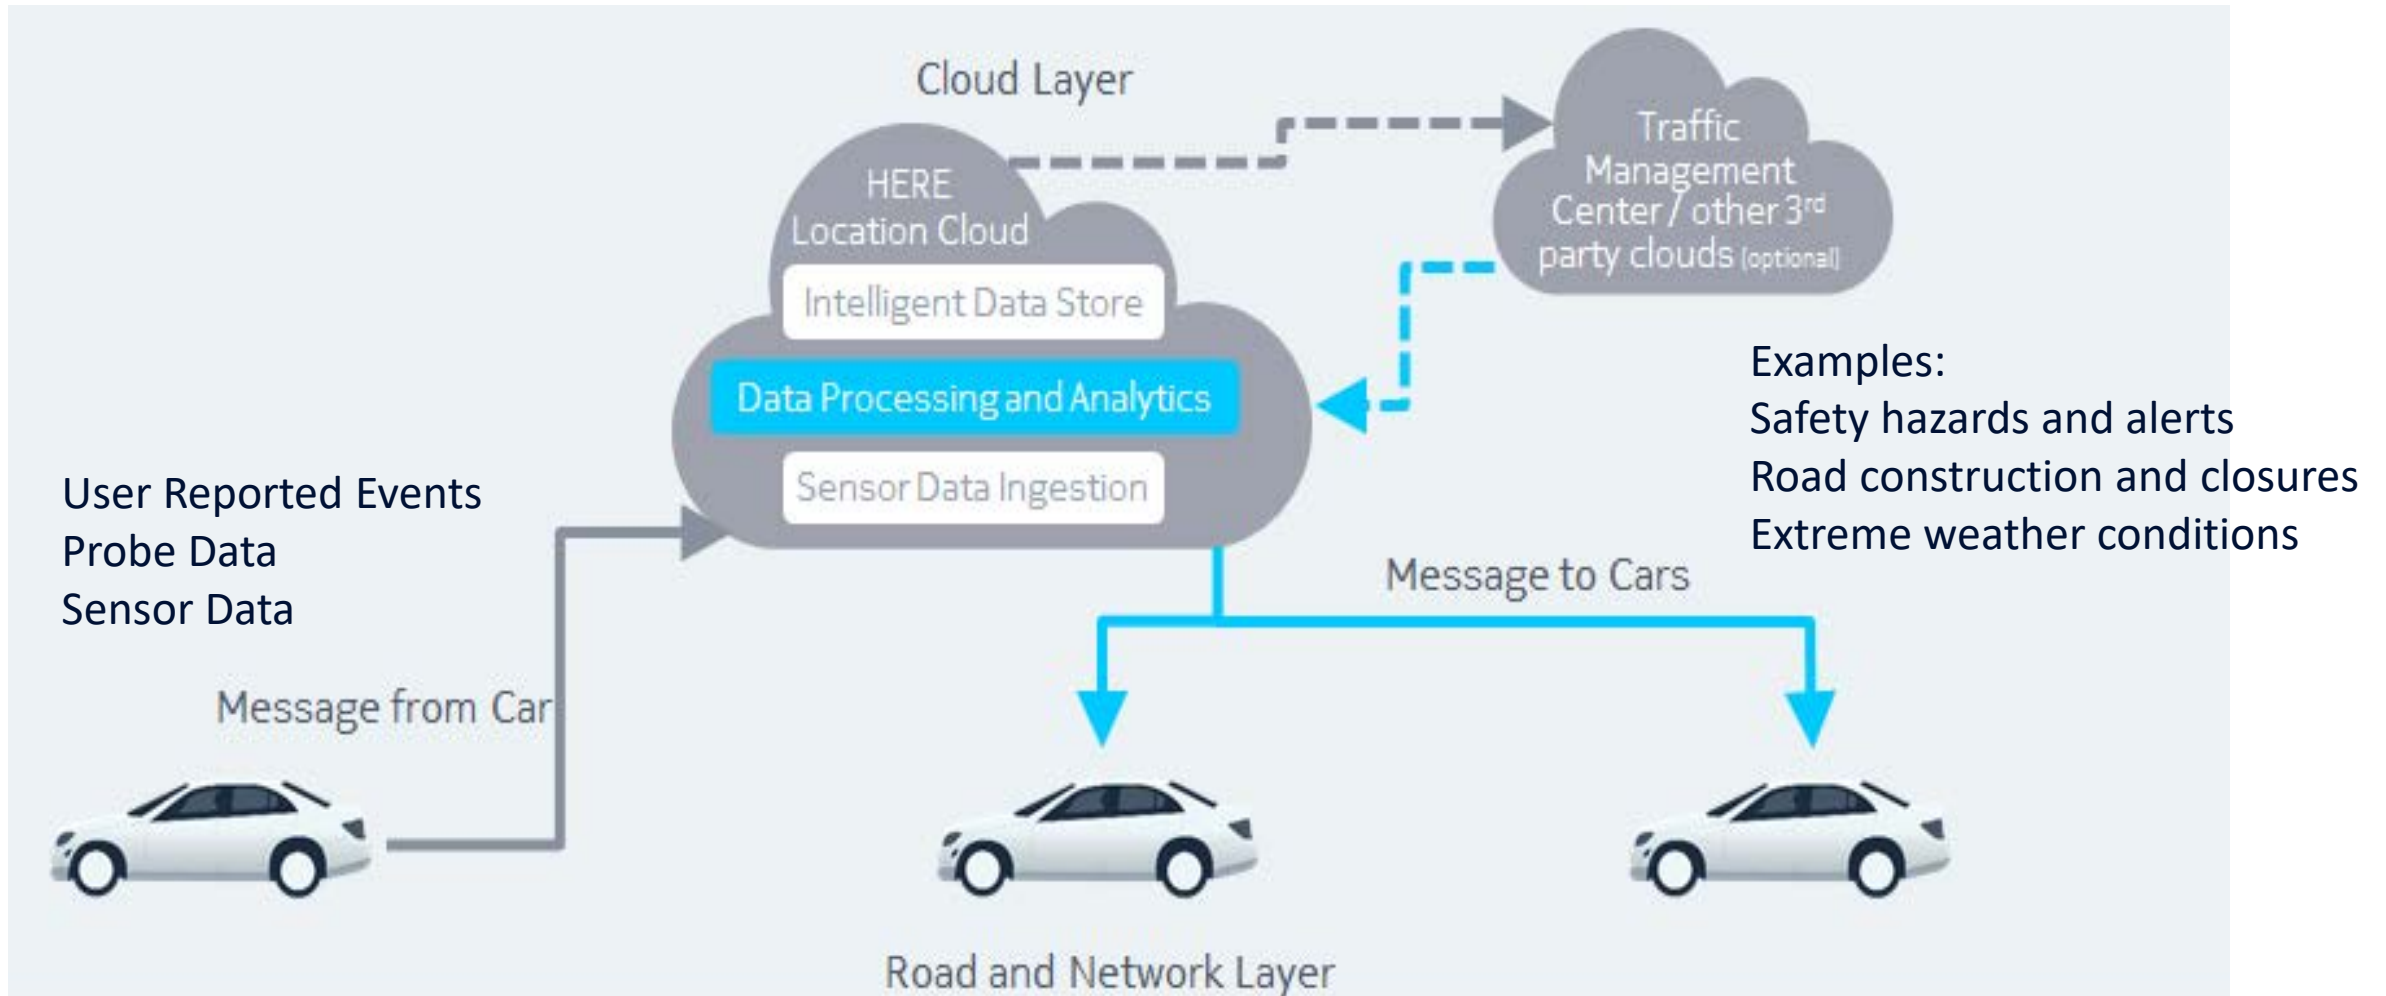 Cloud Layer
HERE
Location Cloud
Intelligent Data Store
Data Processing and Analytics
Sensor Data Ingestion
Traffic
Management
Center / other 3rd
party clouds (optional)
Examples:
Safety hazards and alerts
Road construction and closures
Extreme weather conditions
User Reported Events
Probe Data
Sensor Data
Message to Cars
Message from Car
Road and Network Layer